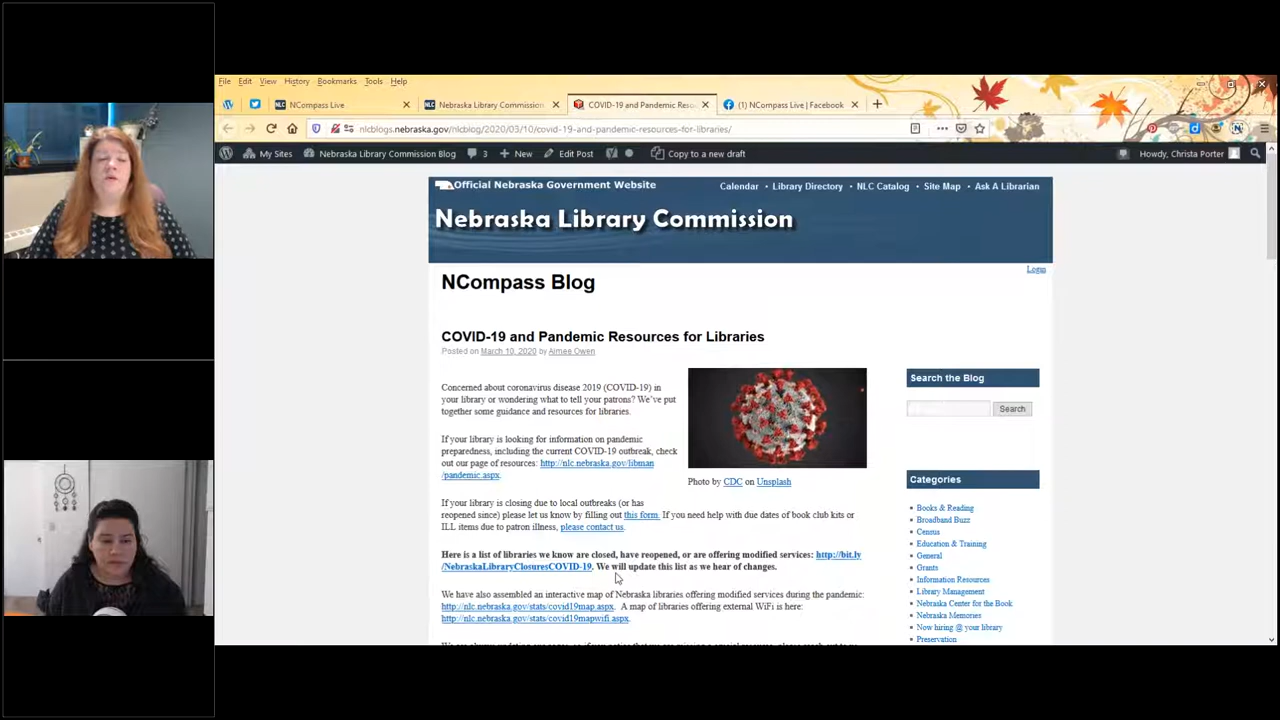 File Edit View History Bookmarks Tools Help
NCompass Live
Nebraska Library Commission
COVID-19 and Pandemic Reso
(1) NCompass Live | Facebook
nlcblogs.nebraska.gov/nlcblog/2020/03/10/covid-19-and-pandemic-resources-for-libraries/
My Sites Nebraska Library Commission Blog 3 New Edit Post Copy to a new draft Howdy, Christa Porter
Official Nebraska Government Website
Calendar • Library Directory • NLC Catalog • Site Map • Ask A Librarian
Nebraska Library Commission
Logus
NCompass Blog
COVID-19 and Pandemic Resources for Libraries
Posted on March 10, 2020 by Aimee Owen
Concerned about coronavirus disease 2019 (COVID-19) in
your library or wondering what to tell your patrons? We've put
together some guidance and resources for libraries.
If your library is looking for information on pandemic
preparedness, including the current COVID-19 outbreak, check
out our page of resources: http://nlc.nebraska.gov/libman
/pandemic.aspx.
Photo by CDC on Unsplash
If your library is closing due to local outbreaks (or has
reopened since) please let us know by filling out this form. If you need help with due dates of book club kits or
ILL items due to patron illness, please contact us.
Here is a list of libraries we know are closed, have reopened, or are offering modified services: http://bit.ly
/NebraskaLibraryClosuresCOVID-19. We will update this list as we hear of changes.
We have also assembled an interactive map of Nebraska libraries offering modified services during the pandemic:
http://nlc.nebraska.gov/stats/covid19map.aspx. A map of libraries offering external WiFi is here:
http://nlc.nebraska.gov/stats/covid19mapwifi.aspx.
Search the Blog
Search
Categories
Books & Reading
Broadband Buzz
Census
Education & Training
General
Grants
Information Resources
Library Management
Nebraska Center for the Book
Nebraska Memories
Now hiring @ your library
Preservation